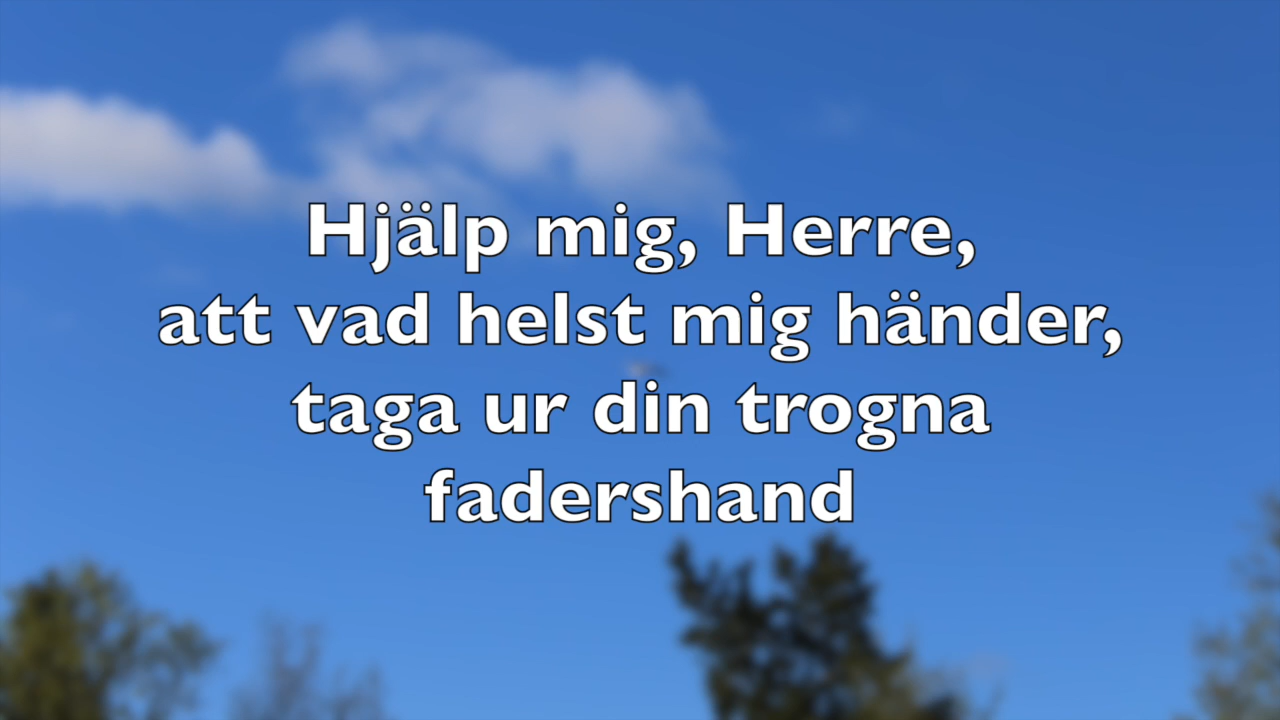 Hjälp mig, Herre,
att vad helst mig händer,
taga ur din trogna
fadershand